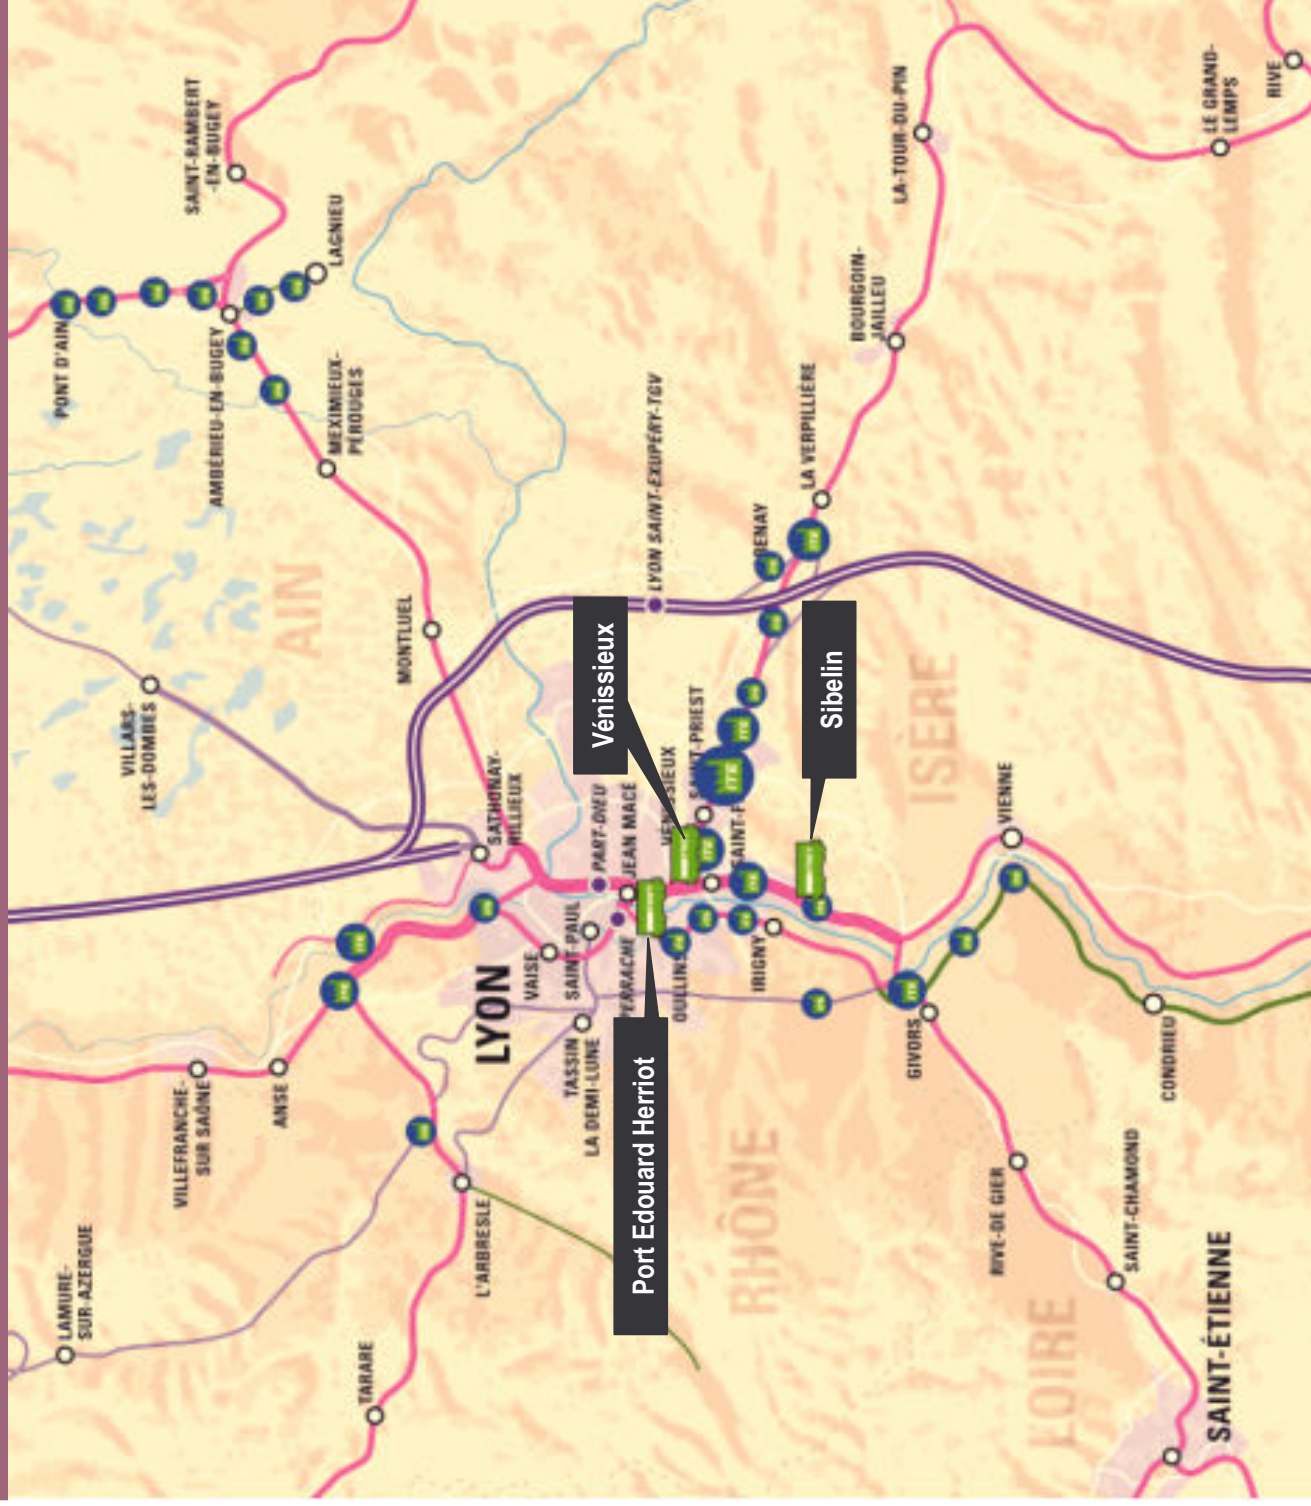 LAMURE-
SUR-AZERGUE
PONT D'AIN
VILLARS-
LES-DOMBES
VILLEFRANCHE-
SUR SAÔNE
SAINT-RAMBERT
-EN-BUGEY
AMBÉRIEU-EN-BUGEY
ANSE
AIN
LAGNIEU
MEXIMIEUX-
PÉROUGES
TARARE
MONTLUEL
L'ARBRESLE
LYON
SATHONAY-
RILLIEUX
VAISE
SAINT-PAUL
TASSIN
LA DEMI-LUNE
PART-DIEU
Vénissieux
JEAN MACÉ
PERRACHE
Port Edouard Herriot
LYON SAINT-EXUPÉRY-TGV
OULLINS
SAINT-PRIEST
SAINT-F
RHÔNE
IRIGNY
LA VERPILLIÈRE
Sibelin
BOURGOIN-
JAILLEU
LA-TOUR-DU-PIN
GIVORS
ISÈRE
RIVE-DE GIER
VIENNE
LOIRE
SAINT-CHAMOND
CONDRIEU
LE GRAND-
LEMPS
SAINT-ÉTIENNE
RIVE